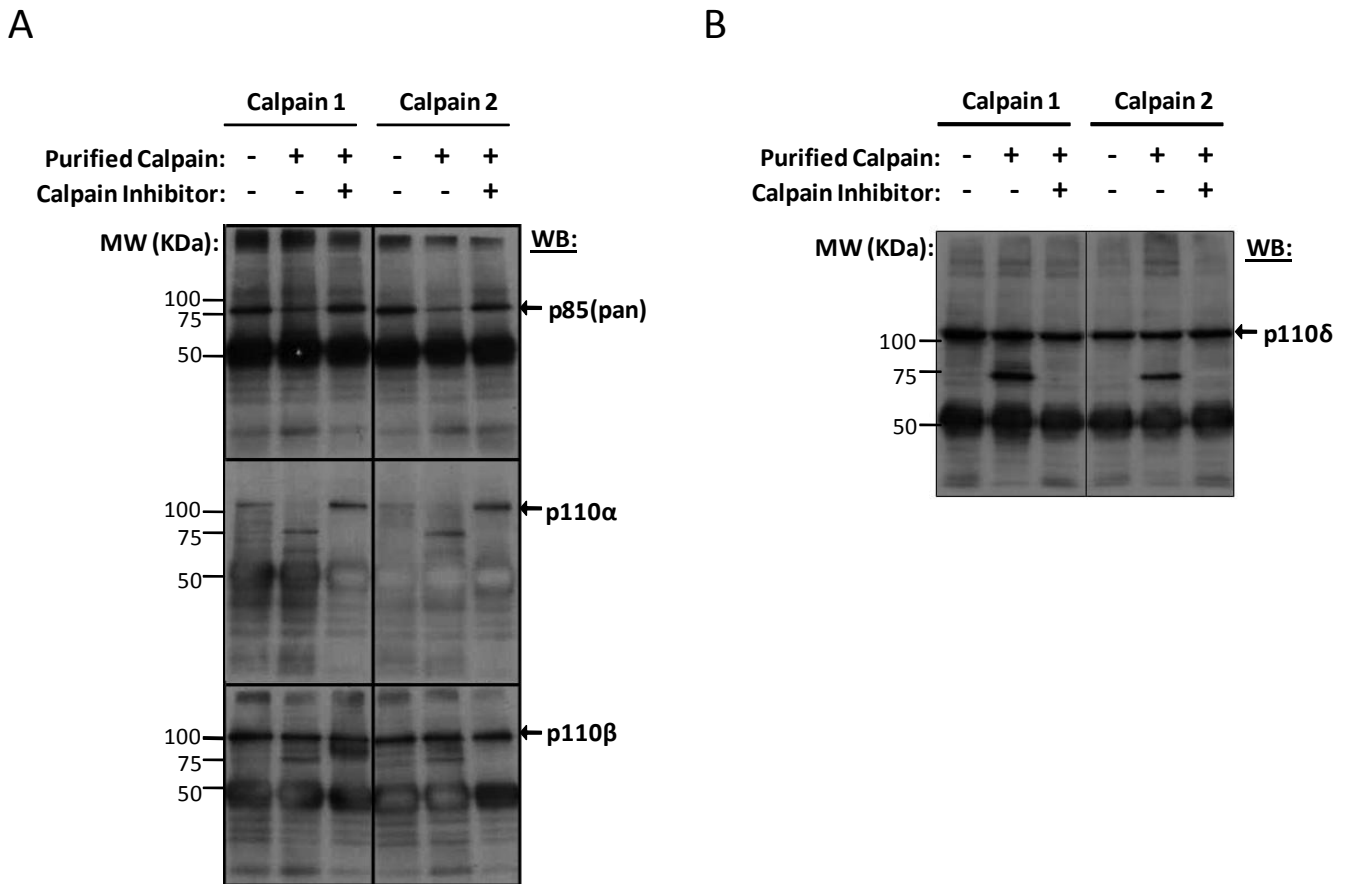 A
Calpain 1 Calpain 2
Purified Calpain: - + + - + +
Calpain Inhibitor: - - + - - +
MW (KDa): WB:
100
75
50
p85(pan)
100
75
50
p110α
100
75
50
p110β
B
Calpain 1 Calpain 2
Purified Calpain: - + + - + +
Calpain Inhibitor: - - + - - +
MW (KDa): WB:
100
75
50
p110δ